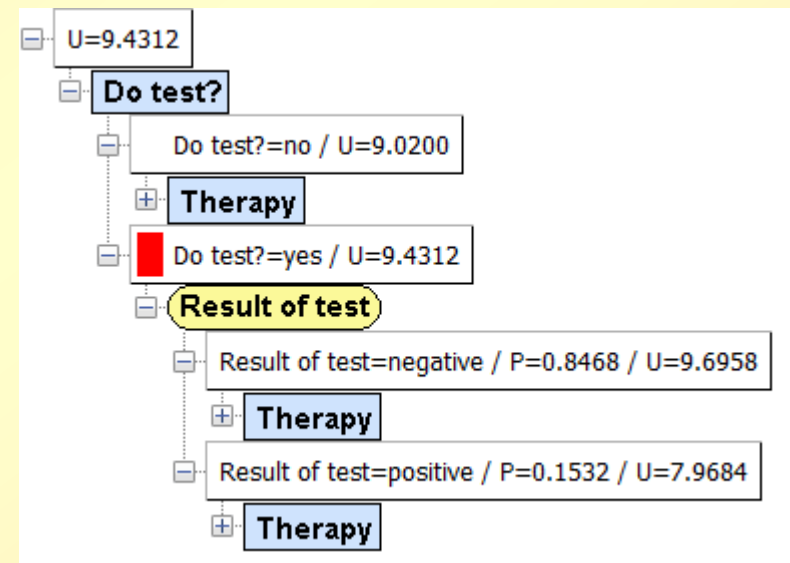 U=9.4312
Do test?
Do test?=no / U=9.0200
Therapy
Do test?=yes / U=9.4312
Result of test
Result of test=negative / P=0.8468 / U=9.6958
Therapy
Result of test=positive / P=0.1532 / U=7.9684
Therapy